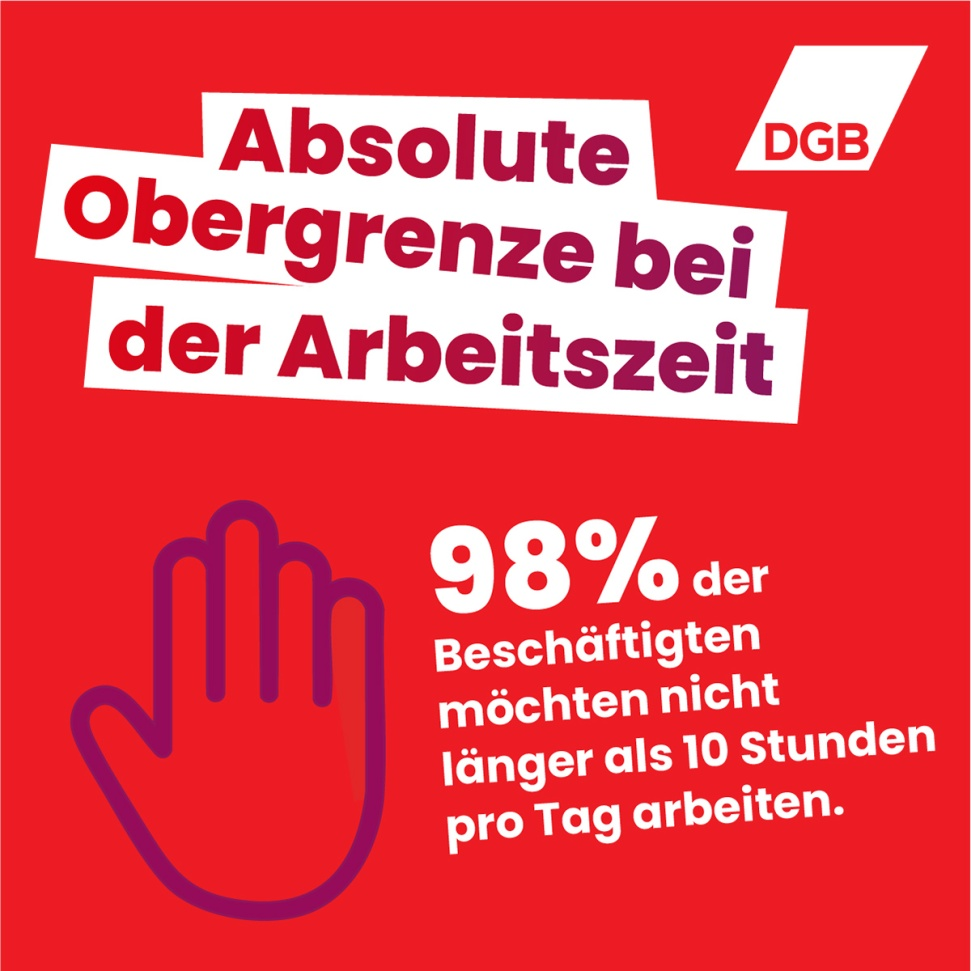 DGB
Absolute
Obergrenze bei
der Arbeitszeit
98% der
Beschäftigten
möchten nicht
länger als 10 Stunden
pro Tag arbeiten.